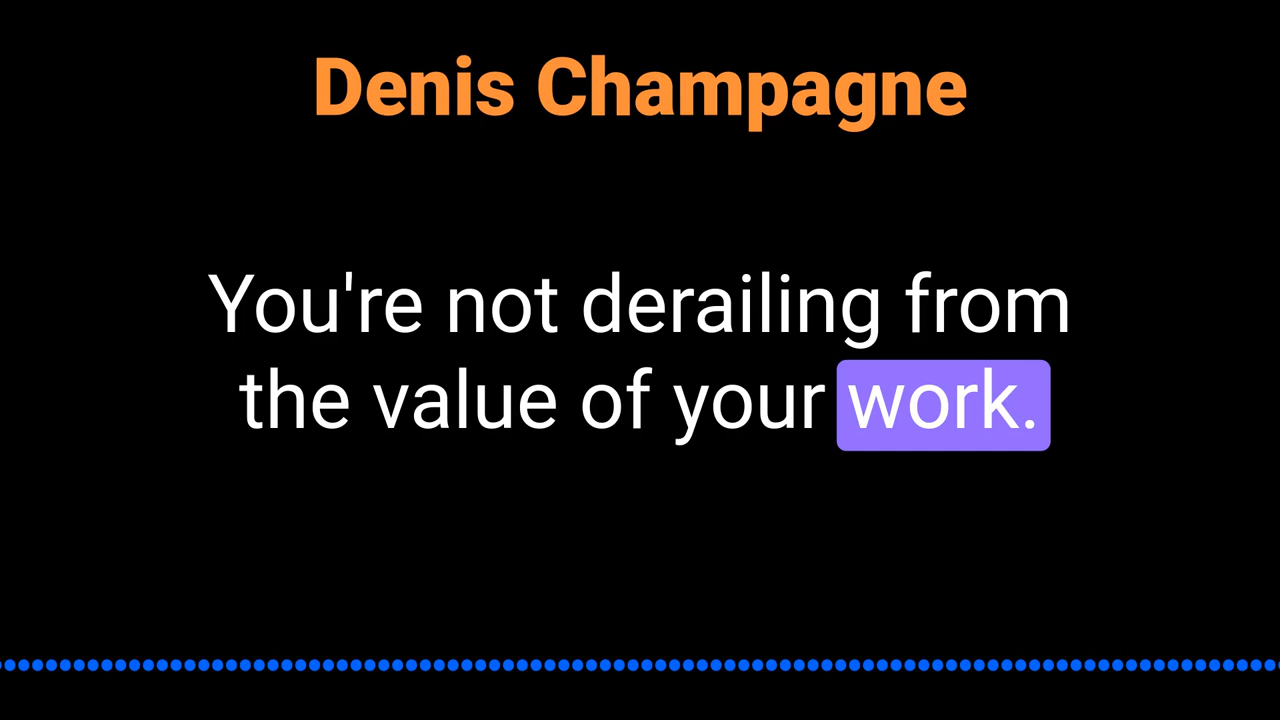 Denis Champagne
You're not derailing from
the value of your work.